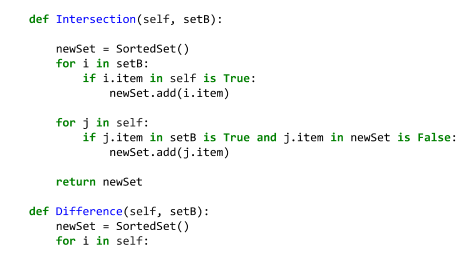 def Intersection(self, setB):
newSet = SortedSet()
for i in setB:
if i.item in self is True:
newSet.add(i.item)
for j in self:
if j.item in setB is True and j.item in newSet is False:
newSet.add(j.item)
return newSet
def Difference(self, setB):
newSet = SortedSet()
for i in self: